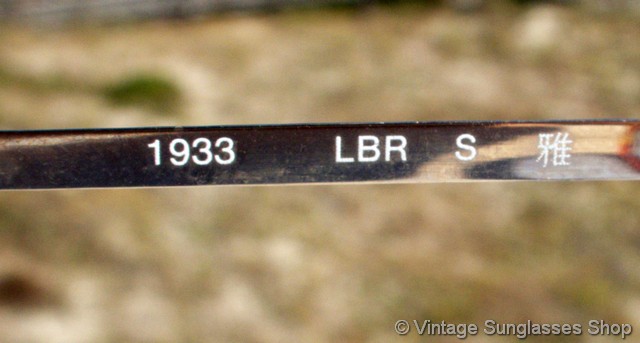 1933 LBR S 雅
© Vintage Sunglasses Shop